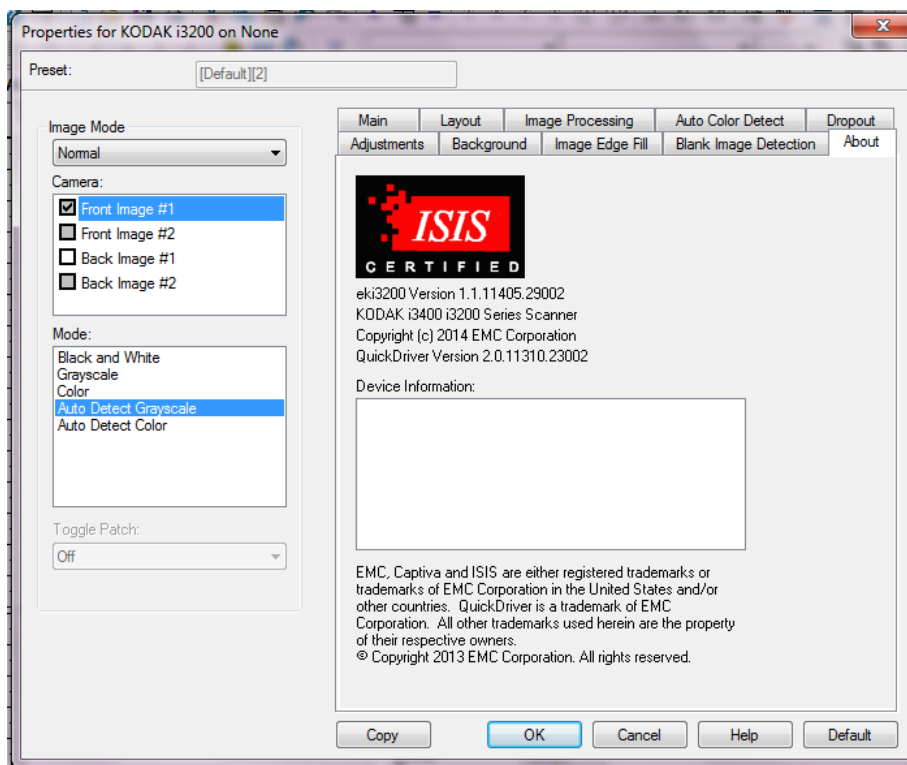 Properties for KODAK i3200 on None
Preset:
[Default][2]
Image Mode
Normal
Camera:
Front Image #1
Front Image #2
Back Image #1
Back Image #2
Mode:
Black and White
Grayscale
Color
Auto Detect Grayscale
Auto Detect Color
Toggle Patch:
Off
Main Layout Image Processing Auto Color Detect Dropout
Adjustments Background Image Edge Fill Blank Image Detection About
ISIS
CERTIFIED
eki3200 Version 1.1.11405.29002
KODAK i3400 i3200 Series Scanner
Copyright (c) 2014 EMC Corporation
QuickDriver Version 2.0.11310.23002
Device Information:
EMC, Captiva and ISIS are either registered trademarks or
trademarks of EMC Corporation in the United States and/or
other countries. QuickDriver is a trademark of EMC
Corporation. All other trademarks used herein are the property
of their respective owners.
© Copyright 2013 EMC Corporation. All rights reserved.
Copy OK Cancel Help Default